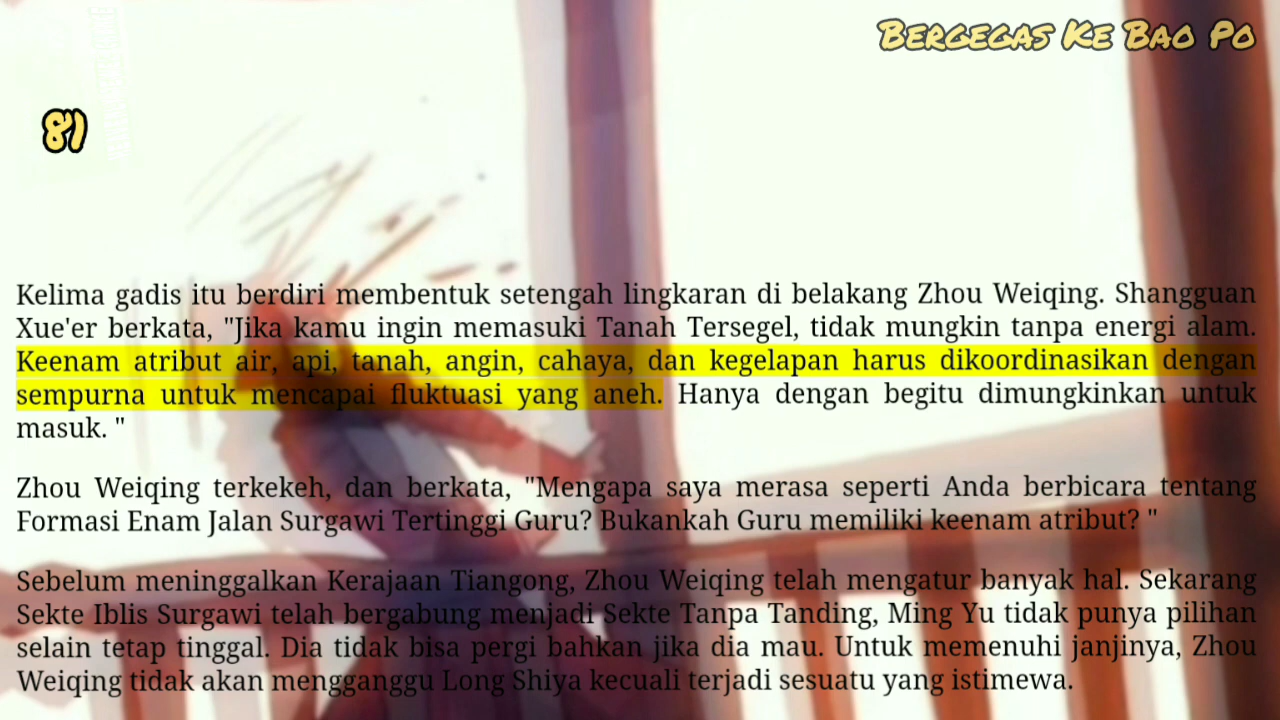 Bergegas Ke Bao Po
81
Kelima gadis itu berdiri membentuk setengah lingkaran di belakang Zhou Weiqing. Shangguan
Xue'er berkata, "Jika kamu ingin memasuki Tanah Tersegel, tidak mungkin tanpa energi alam.
Keenam atribut air, api, tanah, angin, cahaya, dan kegelapan harus dikoordinasikan dengan
sempurna untuk mencapai fluktuasi yang aneh. Hanya dengan begitu dimungkinkan untuk
masuk. "
Zhou Weiqing terkekeh, dan berkata, "Mengapa saya merasa seperti Anda berbicara tentang
Formasi Enam Jalan Surgawi Tertinggi Guru? Bukankah Guru memiliki keenam atribut? "
Sebelum meninggalkan Kerajaan Tiangong, Zhou Weiqing telah mengatur banyak hal. Sekarang
Sekte Iblis Surgawi telah bergabung menjadi Sekte Tanpa Tanding, Ming Yu tidak punya pilihan
selain tetap tinggal. Dia tidak bisa pergi bahkan jika dia mau. Untuk memenuhi janjinya, Zhou
Weiqing tidak akan mengganggu Long Shiya kecuali terjadi sesuatu yang istimewa.